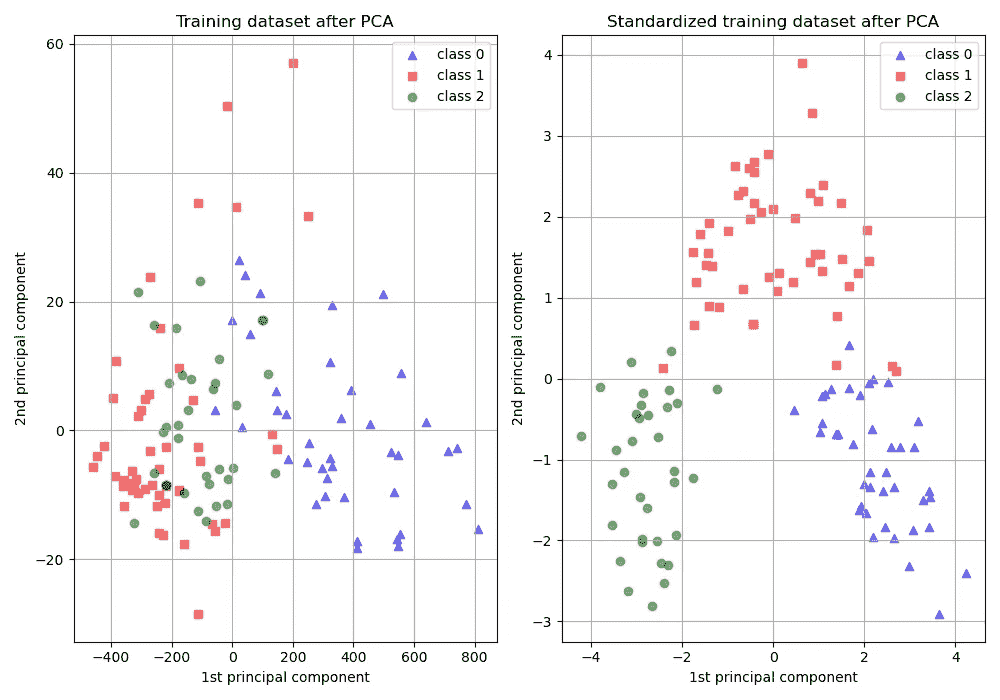 Training dataset after PCA
2nd principal component
60
40
20
0
−20
−400
−200
0
200
400
600
800
1st principal component
class 0
class 1
class 2
Standardized training dataset after PCA
2nd principal component
4
3
2
1
0
−1
−2
−3
−4
−2
0
2
4
1st principal component
class 0
class 1
class 2